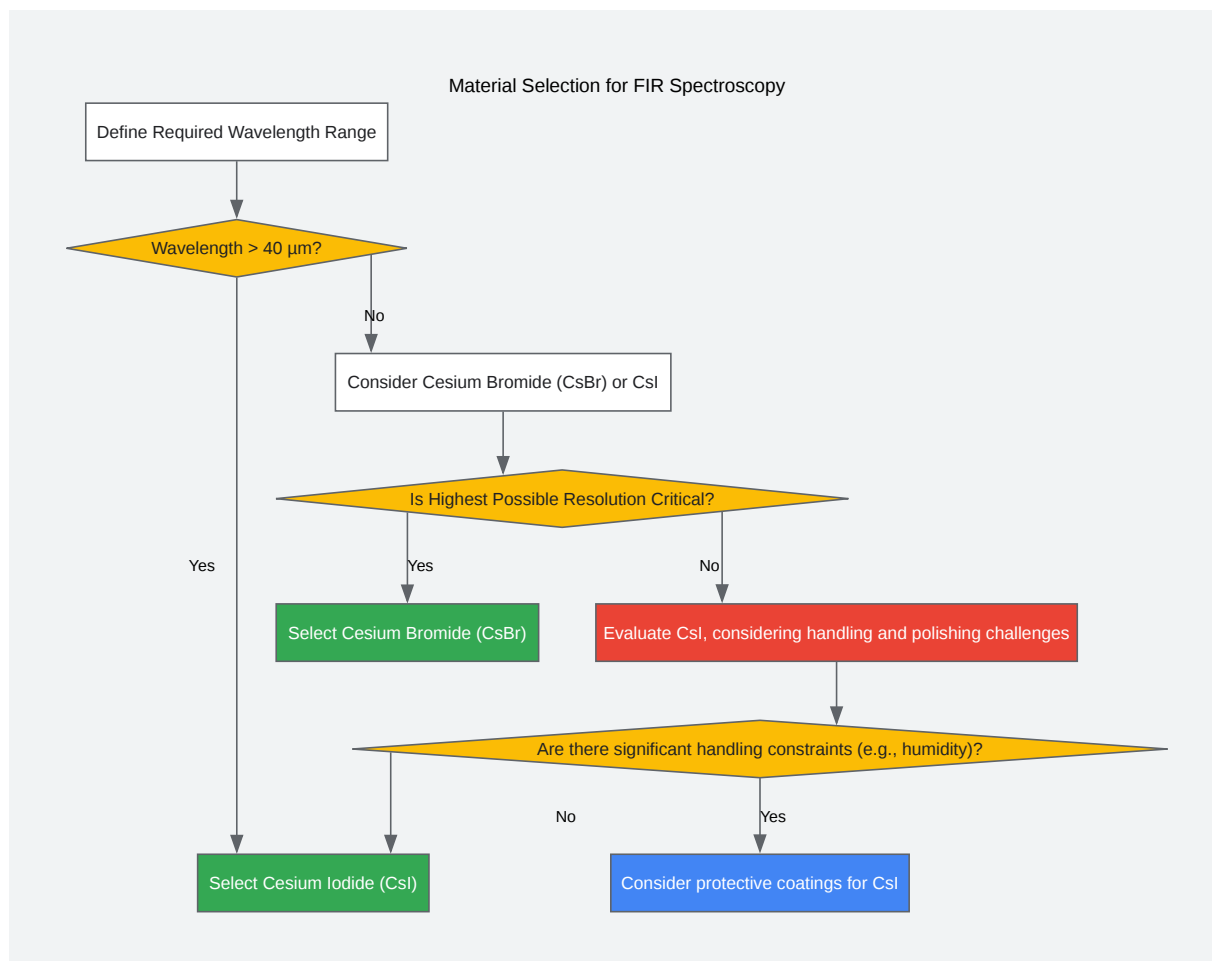 Material Selection for FIR Spectroscopy
Define Required Wavelength Range
Wavelength > 40 µm?
No
Consider Cesium Bromide (CsBr) or CsI
Is Highest Possible Resolution Critical?
Yes
Yes
No
Select Cesium Bromide (CsBr)
Evaluate CsI, considering handling and polishing challenges
Are there significant handling constraints (e.g., humidity)?
No
Yes
Select Cesium Iodide (CsI)
Consider protective coatings for CsI